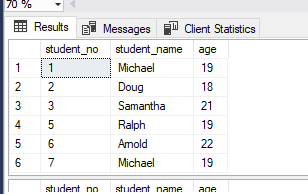 70 %
Results Messages Client Statistics
student_no student_name age
1 1 Michael 19
2 2 Doug 18
3 3 Samantha 21
4 5 Ralph 19
5 6 Arnold 22
6 7 Michael 19
student_no student_name age